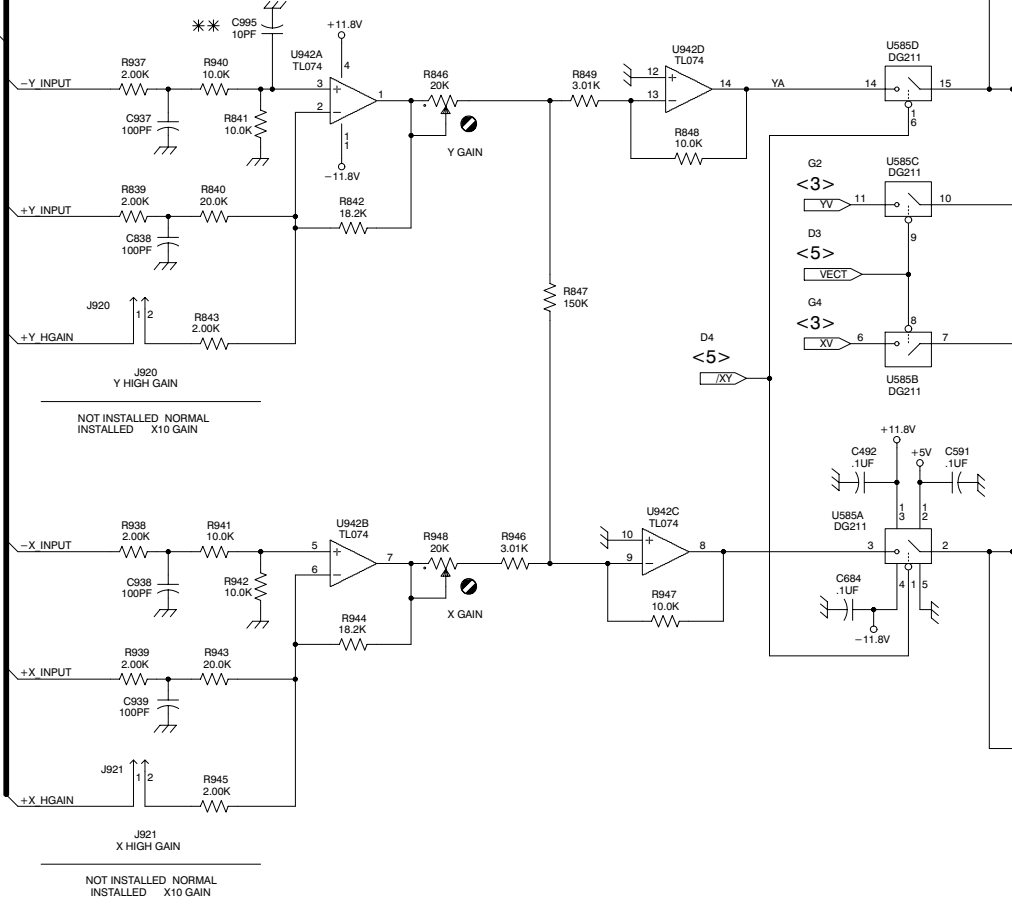 ** C995
10PF
+11.8V
R937
2.00K
R940
10.0K
U942A
TL074
4
-Y_INPUT
3
+
2
−
1
C937
100PF
R841
10.0K
1
1
−11.8V
R846
20K
Y GAIN
R849
3.01K
U942D
TL074
12
+
13
−
14
YA
R848
10.0K
U585D
DG211
14
15
1
6
R839
2.00K
R840
20.0K
+Y_INPUT
C838
100PF
R842
18.2K
G2
<3>
YV
11
U585C
DG211
10
9
D3
<5>
VECT
J920
1
2
R843
2.00K
+Y_HGAIN
J920
Y HIGH GAIN
NOT INSTALLED NORMAL
INSTALLED X10 GAIN
R847
150K
G4
<3>
XV
6
8
7
U585B
DG211
D4
<5>
/XY
+11.8V
C492
.1UF
+5V
C591
.1UF
1
3
1
2
U585A
DG211
3
2
4
1
5
C684
.1UF
−11.8V
R938
2.00K
R941
10.0K
U942B
TL074
-X_INPUT
5
+
6
−
7
C938
100PF
R942
10.0K
R948
20K
X GAIN
R946
3.01K
U942C
TL074
10
+
9
−
8
R947
10.0K
R944
18.2K
R939
2.00K
R943
20.0K
+X_INPUT
C939
100PF
J921
1
2
R945
2.00K
+X_HGAIN
J921
X HIGH GAIN
NOT INSTALLED NORMAL
INSTALLED X10 GAIN